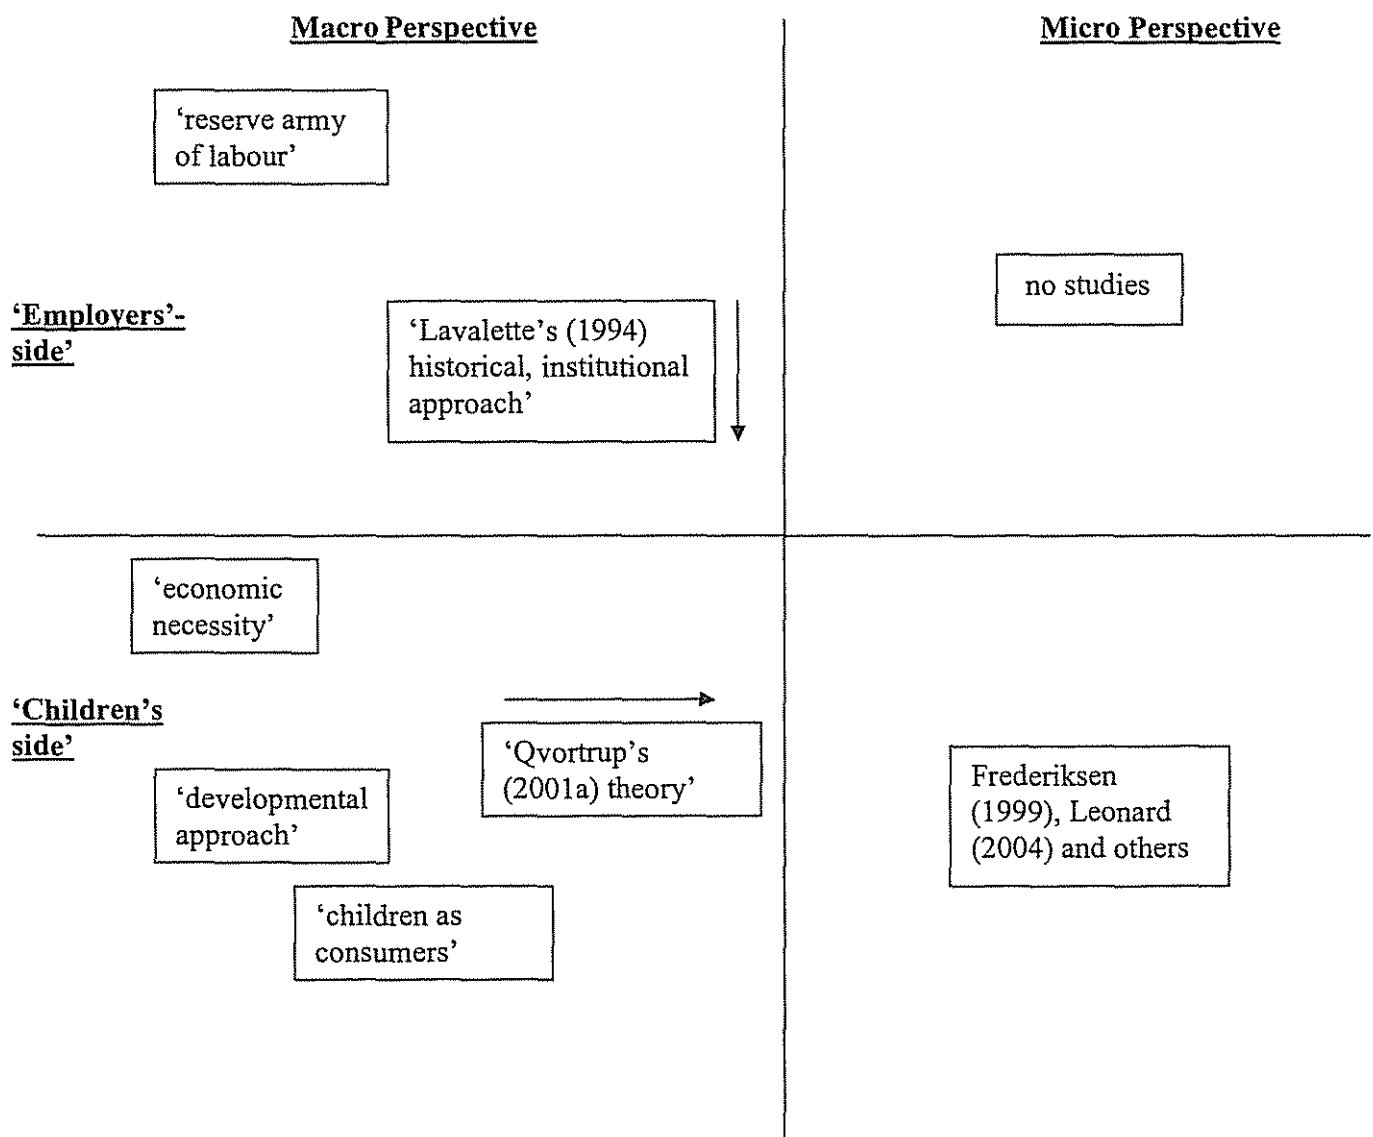 Macro Perspective
Micro Perspective
‘reserve army
of labour’
no studies
‘Employers’-
side’
‘Lavalette’s (1994)
historical, institutional
approach’
‘economic
necessity’
‘Children’s
side’
‘Qvortrup’s
(2001a) theory’
‘developmental
approach’
Frederiksen
(1999), Leonard
(2004) and others
‘children as
consumers’